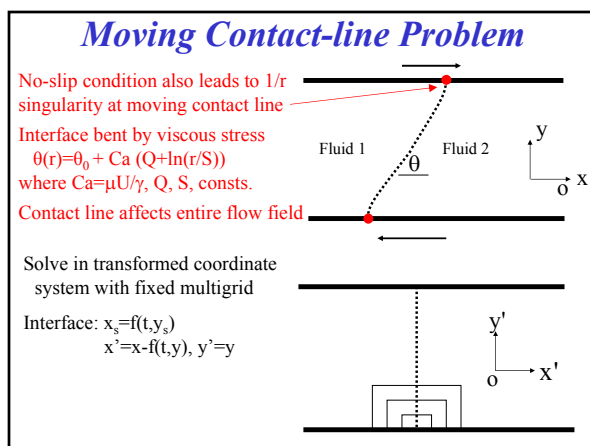 Moving Contact-line Problem
No-slip condition also leads to 1/r
singularity at moving contact line
Interface bent by viscous stress
θ(r)=θ₀ + Ca (Q+ln(r/S))
where Ca=μU/γ, Q, S, consts.
Contact line affects entire flow field
Fluid 1
Fluid 2
θ
y
o
x
Solve in transformed coordinate
system with fixed multigrid
Interface: xₛ=f(t,yₛ)
x’=x-f(t,y), y’=y
y'
o
x'